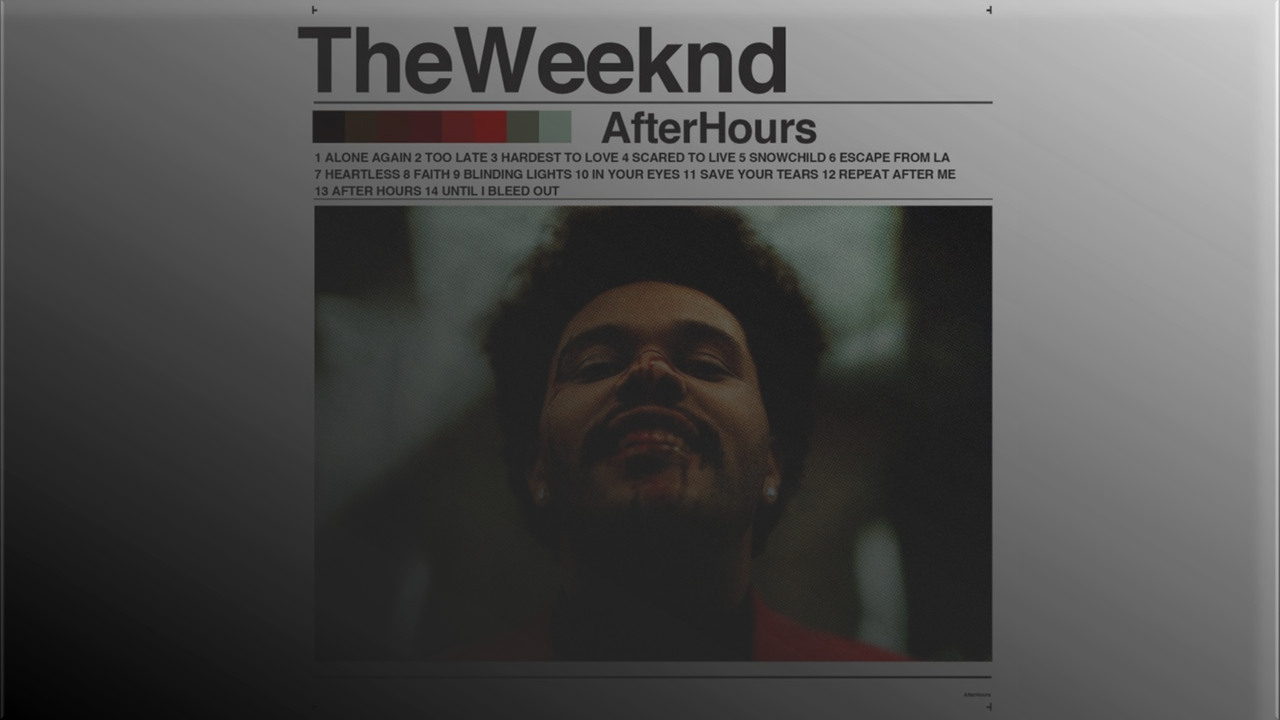 TheWeeknd
AfterHours
1 ALONE AGAIN 2 TOO LATE 3 HARDEST TO LOVE 4 SCARED TO LIVE 5 SNOWCHILD 6 ESCAPE FROM LA
7 HEARTLESS 8 FAITH 9 BLINDING LIGHTS 10 IN YOUR EYES 11 SAVE YOUR TEARS 12 REPEAT AFTER ME
13 AFTER HOURS 14 UNTIL I BLEED OUT
AfterHours